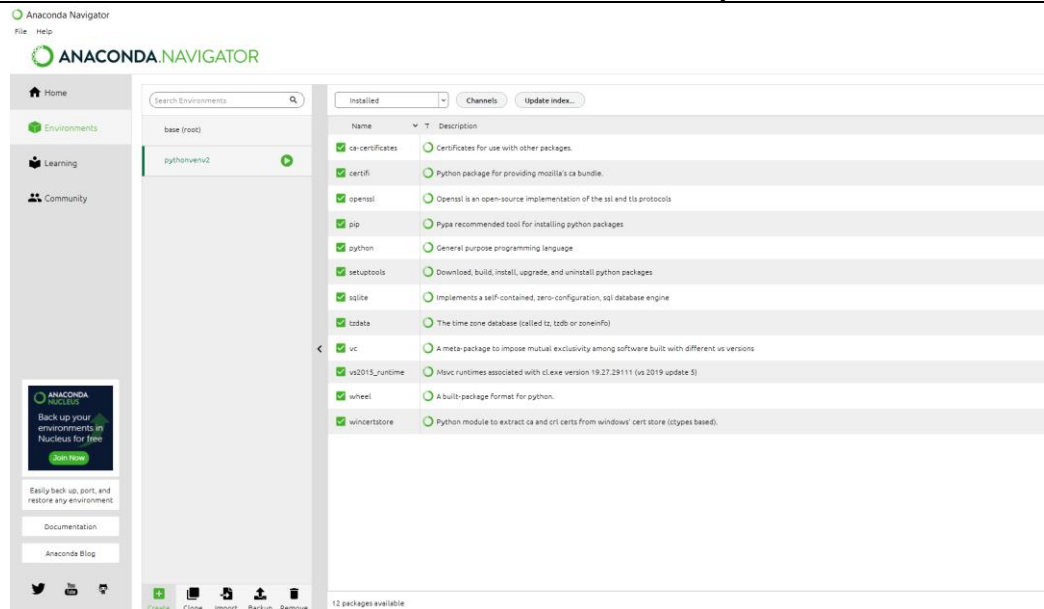 Anaconda Navigator
File Help
ANACONDA.NAVIGATOR
Home
Environments
Learning
Community
Search Environments
base (root)
pythonvenv2
Installed Channels Update index...
Name T Description
ca-certificates Certificates for use with other packages.
certifi Python package for providing mozilla's ca bundle.
openssl Openssl is an open-source implementation of the ssl and tls protocols
pip Pypa recommended tool for installing python packages
python General purpose programming language
setuptools Download, build, install, upgrade, and uninstall python packages
sqlite Implements a self-contained, zero-configuration, sql database engine
tzdata The time zone database (called tz, tzdb or zoneinfo)
vc A meta-package to impose mutual exclusivity among software built with different vs versions
vs2015_runtime Msvc runtimes associated with cl.exe version 19.27.29111 (vs 2019 update 5)
wheel A built-package format for python.
wincertstore Python module to extract ca and crl certs from windows' cert store (ctypes based).
ANACONDA
NUCLEUS
Back up your
environments in
Nucleus for free
Join Now
Easily back up, port, and
restore any environment
Documentation
Anaconda Blog
You
Tube
Create Clone Import Backup Remove
12 packages available